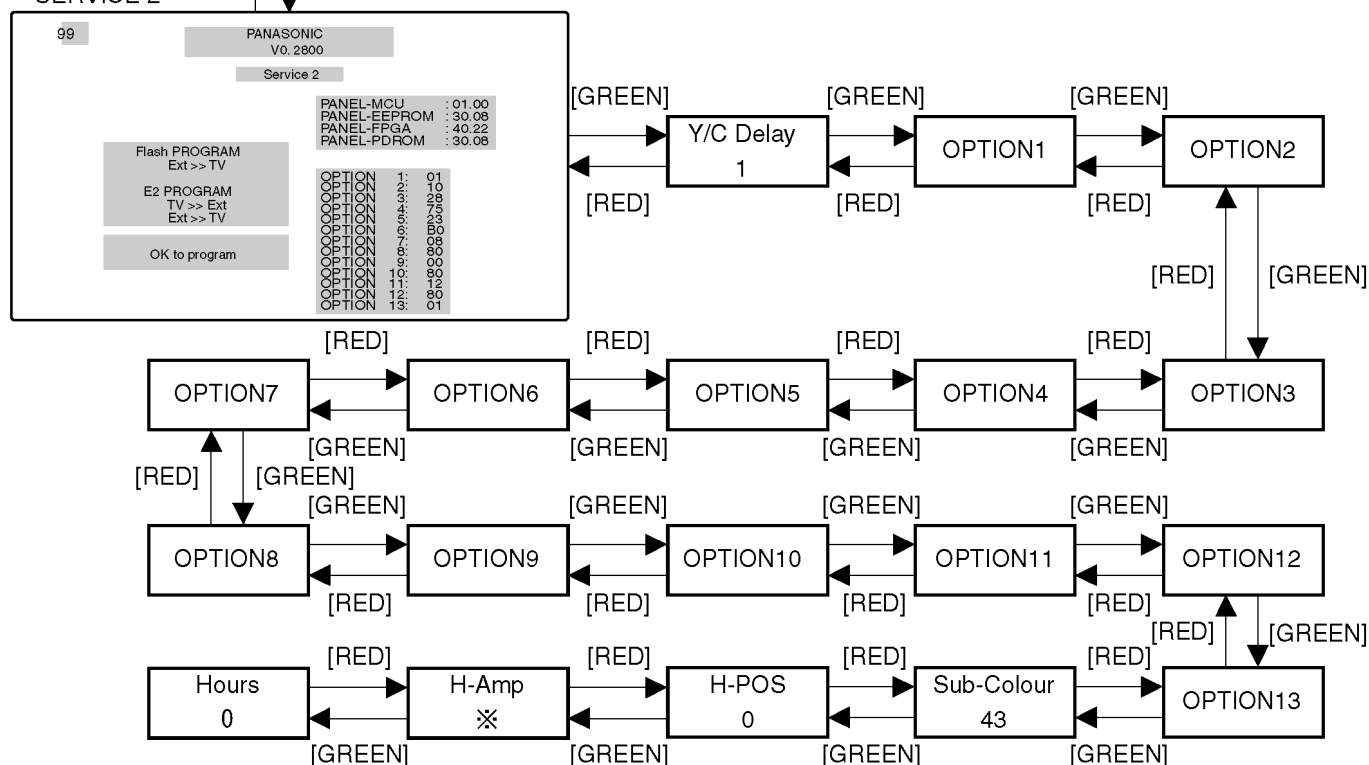 SERVICE 2
99
PANASONIC
V0. 2800
Service 2
PANEL-MCU : 01.00
PANEL-EEPROM : 30.08
PANEL-FPGA : 40.22
PANEL-PDROM : 30.08
Flash PROGRAM
Ext >> TV
E2 PROGRAM
TV >> Ext
Ext >> TV
OK to program
OPTION 1: 01
OPTION 2: 10
OPTION 3: 28
OPTION 4: 75
OPTION 5: 23
OPTION 6: B0
OPTION 7: 08
OPTION 8: 80
OPTION 9: 00
OPTION 10: 80
OPTION 11: 12
OPTION 12: 80
OPTION 13: 01
[GREEN] [GREEN] [GREEN]
Y/C Delay
1
OPTION1 OPTION2
[RED] [RED] [RED]
[RED] [GREEN]
[RED] [RED] [RED] [RED]
OPTION7 OPTION6 OPTION5 OPTION4 OPTION3
[GREEN] [GREEN] [GREEN] [GREEN]
[RED] [GREEN]
[GREEN] [GREEN] [GREEN] [GREEN]
OPTION8 OPTION9 OPTION10 OPTION11 OPTION12
[RED] [RED] [RED] [RED]
[RED] [GREEN]
[RED] [RED] [RED] [RED]
Hours H-Amp H-POS Sub-Colour OPTION13
0 ※ 0 43
[GREEN] [GREEN] [GREEN] [GREEN]